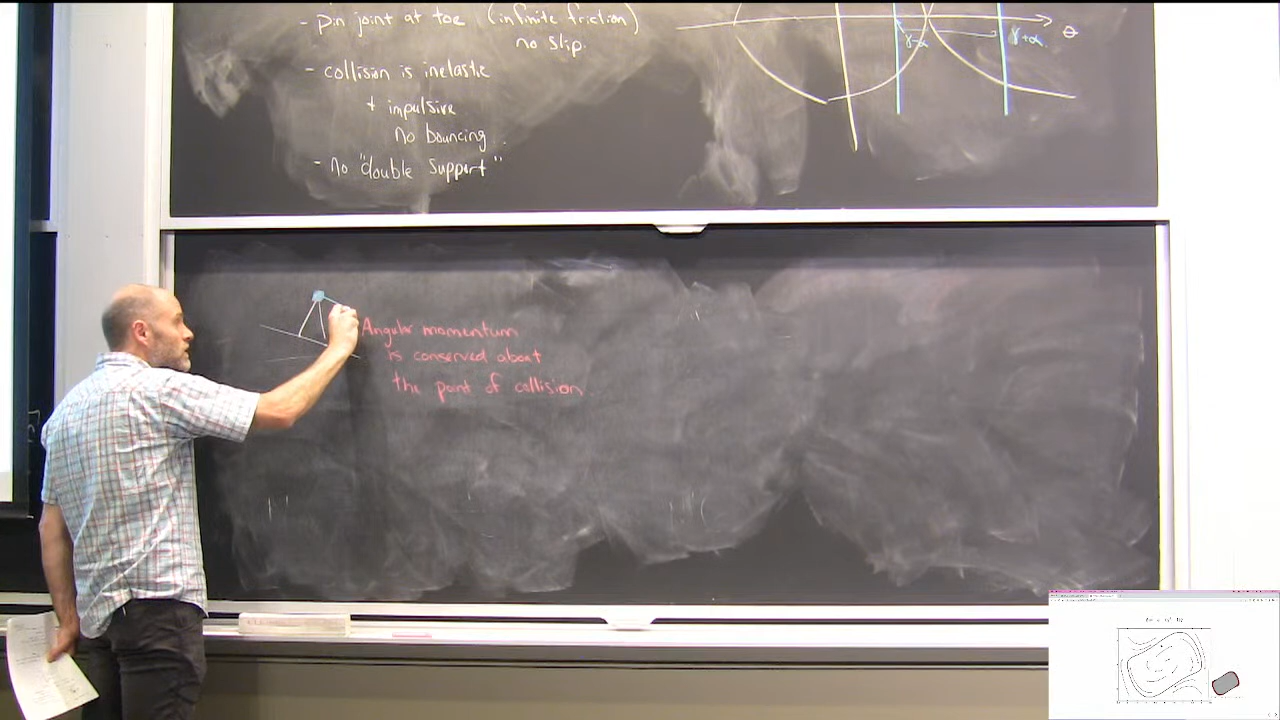 - pin joint at toe (infinite friction)
no slip.
- collision is inelastic
+ impulsive
no bouncing.
- no "double support"
γ-α
γ+α
θ
Angular momentum
is conserved about
the point of collision